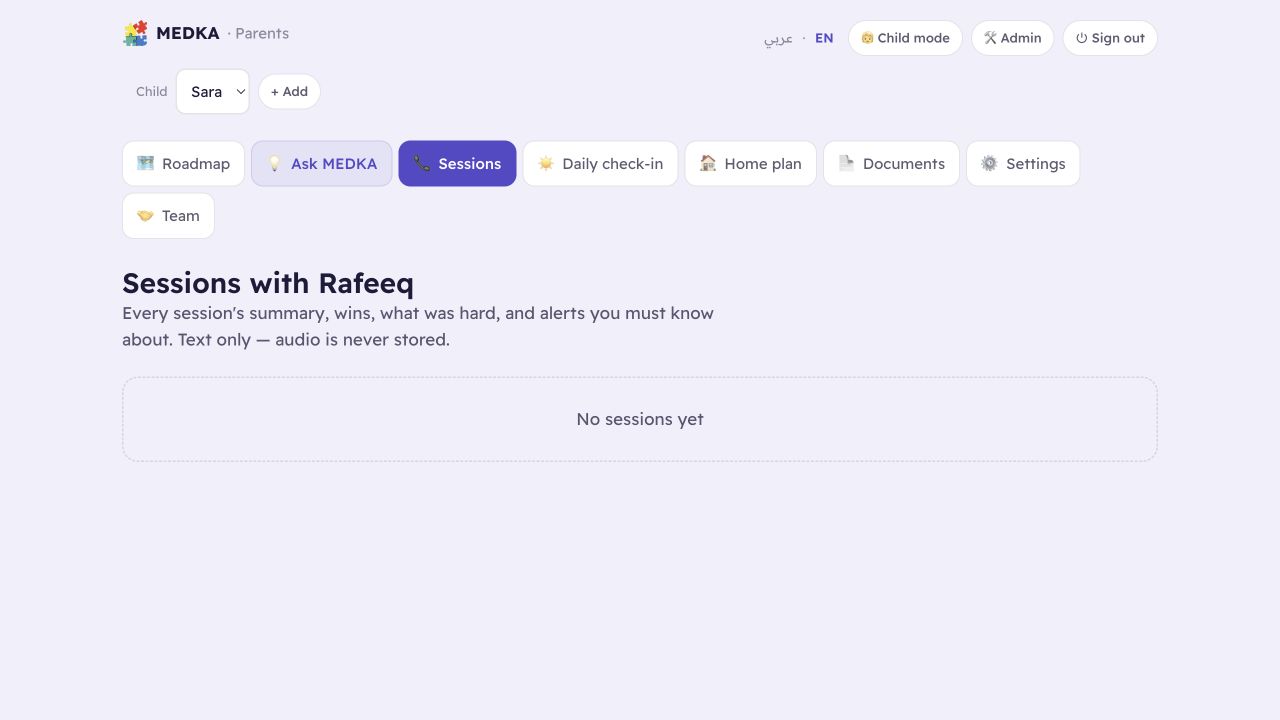 MEDKA · Parents
عربي · EN
Child mode
Admin
Sign out
Child
Sara
+ Add
Roadmap
Ask MEDKA
Sessions
Daily check-in
Home plan
Documents
Settings
Team
Sessions with Rafeeq
Every session's summary, wins, what was hard, and alerts you must know
about. Text only — audio is never stored.
No sessions yet